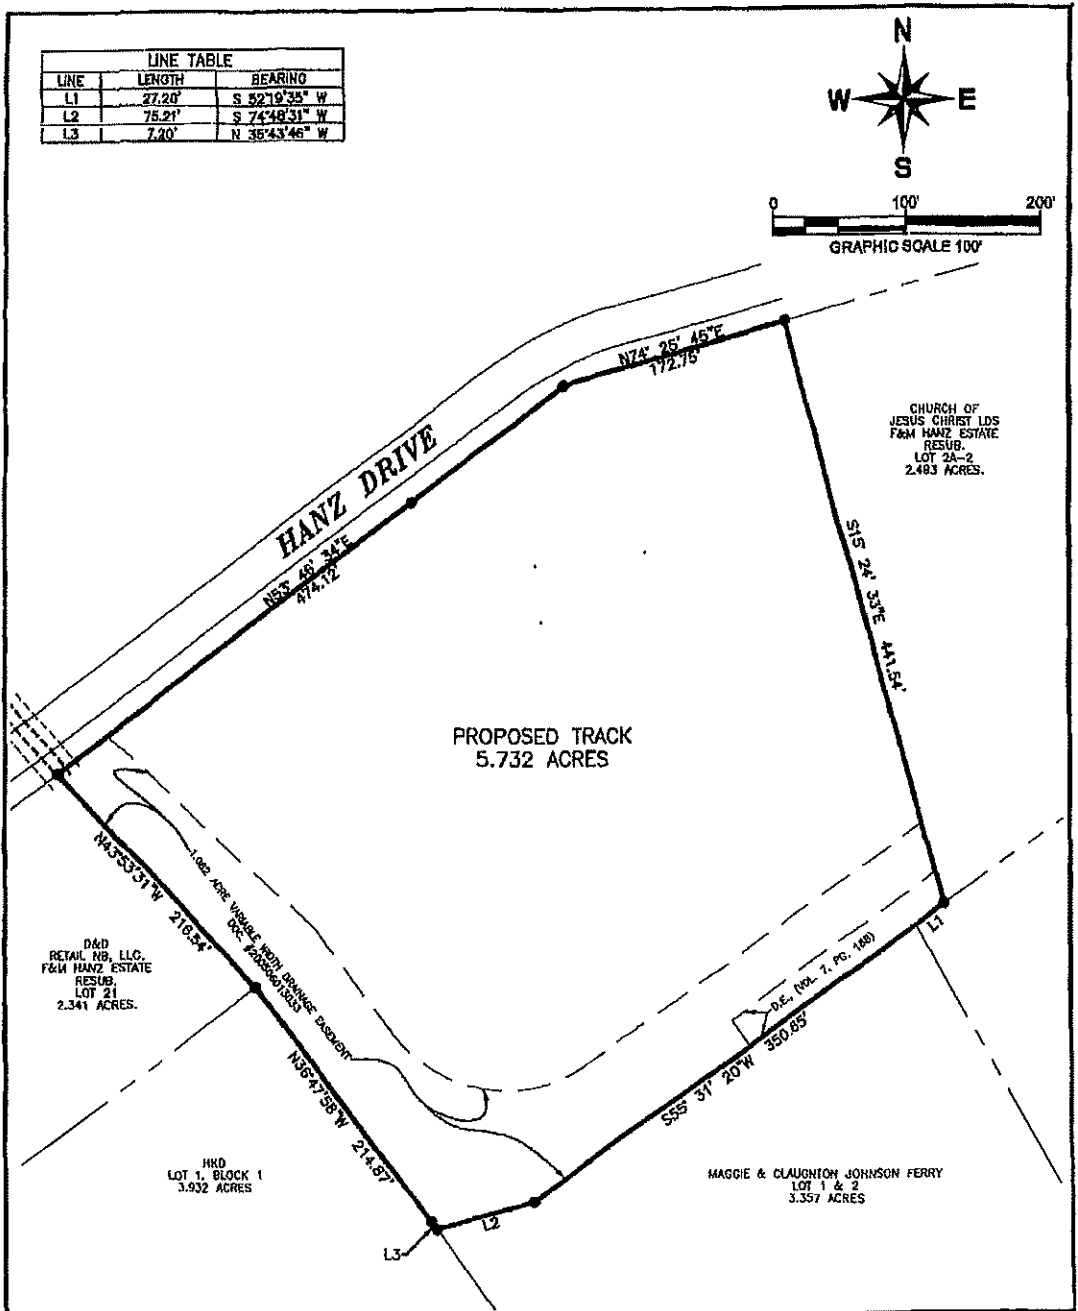 LINE TABLE
LINE LENGTH BEARING
L1 27.20' S 52°19'35" W
L2 75.21' S 74°48'31" W
L3 7.20' N 35°43'46" W
N
W E
S
0 100' 200'
GRAPHIC SCALE 100'
N74° 25' 45"E
172.75'
HANZ DRIVE
N53° 46' 34"E
474.12'
CHURCH OF
JESUS CHRIST LDS
F&M HANZ ESTATE
RESUB.
LOT 2A-2
2.483 ACRES.
S15° 24' 33"E 441.54'
PROPOSED TRACK
5.732 ACRES
N43°53'31"W 216.54'
1.082 ACRE VARIABLE WIDTH DRAINAGE EASEMENT
DOC. #200506013033
D&D
RETAIL NB, LLC.
F&M HANZ ESTATE
RESUB.
LOT 21
2.341 ACRES.
L1
D.E., (VOL. 7, PG. 188)
S55° 31' 20"W 350.65'
N36°47'58"W 214.87'
HKD
LOT 1, BLOCK 1
3.932 ACRES
MAGGIE & CLAUGHTON JOHNSON FERRY
LOT 1 & 2
3.357 ACRES
L2
L3